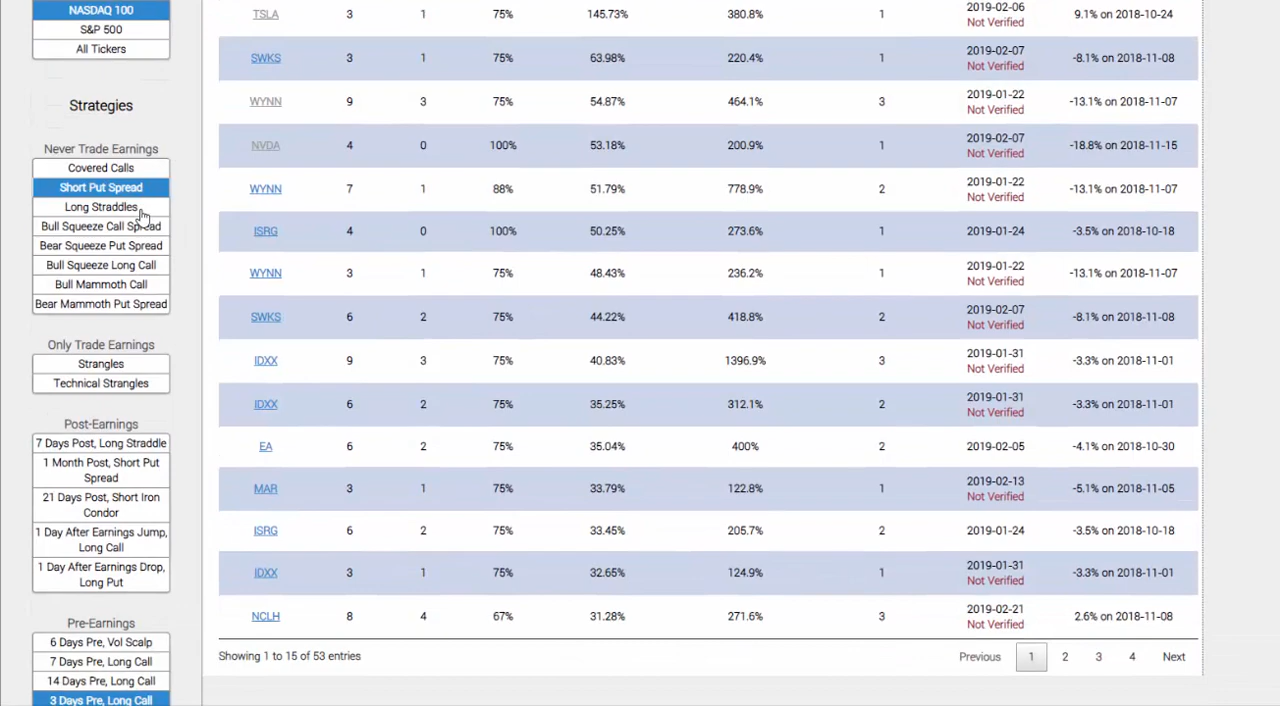 NASDAQ 100
S&P 500
All Tickers
Strategies
Never Trade Earnings
Covered Calls
Short Put Spread
Long Straddles
Bull Squeeze Call Spread
Bear Squeeze Put Spread
Bull Squeeze Long Call
Bull Mammoth Call
Bear Mammoth Put Spread
Only Trade Earnings
Strangles
Technical Strangles
Post-Earnings
7 Days Post, Long Straddle
1 Month Post, Short Put
Spread
21 Days Post, Short Iron
Condor
1 Day After Earnings Jump,
Long Call
1 Day After Earnings Drop,
Long Put
Pre-Earnings
6 Days Pre, Vol Scalp
7 Days Pre, Long Call
14 Days Pre, Long Call
3 Days Pre, Long Call
TSLA 3 1 75% 145.73% 380.8% 1 2019-02-06 9.1% on 2018-10-24
Not Verified
SWKS 3 1 75% 63.98% 220.4% 1 2019-02-07 -8.1% on 2018-11-08
Not Verified
WYNN 9 3 75% 54.87% 464.1% 3 2019-01-22 -13.1% on 2018-11-07
Not Verified
NVDA 4 0 100% 53.18% 200.9% 1 2019-02-07 -18.8% on 2018-11-15
Not Verified
WYNN 7 1 88% 51.79% 778.9% 2 2019-01-22 -13.1% on 2018-11-07
Not Verified
ISRG 4 0 100% 50.25% 273.6% 1 2019-01-24 -3.5% on 2018-10-18
WYNN 3 1 75% 48.43% 236.2% 1 2019-01-22 -13.1% on 2018-11-07
Not Verified
SWKS 6 2 75% 44.22% 418.8% 2 2019-02-07 -8.1% on 2018-11-08
Not Verified
IDXX 9 3 75% 40.83% 1396.9% 3 2019-01-31 -3.3% on 2018-11-01
Not Verified
IDXX 6 2 75% 35.25% 312.1% 2 2019-01-31 -3.3% on 2018-11-01
Not Verified
EA 6 2 75% 35.04% 400% 2 2019-02-05 -4.1% on 2018-10-30
MAR 3 1 75% 33.79% 122.8% 1 2019-02-13 -5.1% on 2018-11-05
Not Verified
ISRG 6 2 75% 33.45% 205.7% 2 2019-01-24 -3.5% on 2018-10-18
IDXX 3 1 75% 32.65% 124.9% 1 2019-01-31 -3.3% on 2018-11-01
Not Verified
NCLH 8 4 67% 31.28% 271.6% 3 2019-02-21 2.6% on 2018-11-08
Not Verified
Showing 1 to 15 of 53 entries
Previous 1 2 3 4 Next